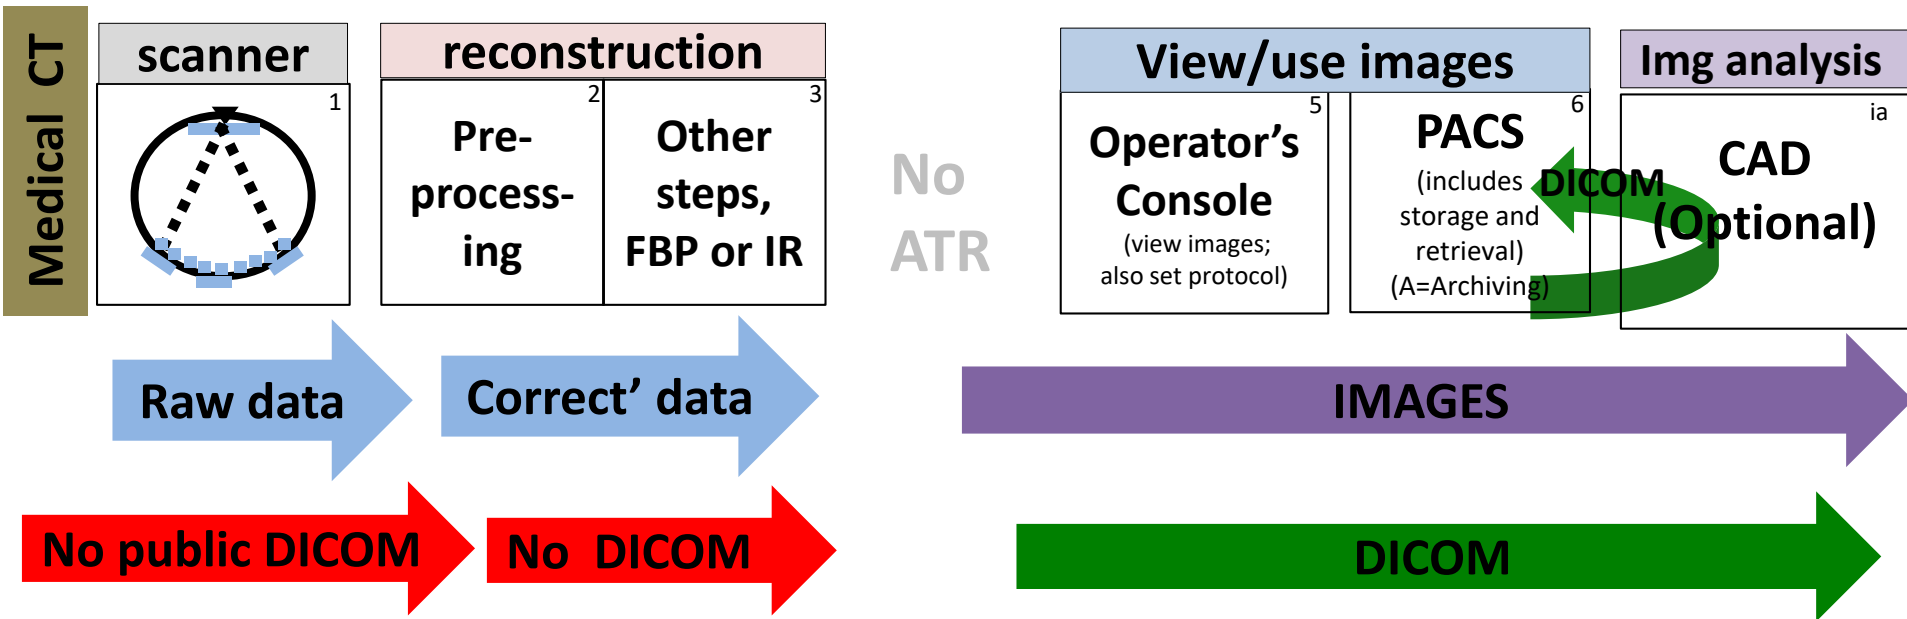 Medical CT
scanner
1
reconstruction
2
Pre-
process-
ing
3
Other
steps,
FBP or IR
No
ATR
View/use images
5
Operator’s
Console
(view images;
also set protocol)
6
PACS
(includes
storage and
retrieval)
(A=Archiving)
DICOM
Img analysis
ia
CAD
(Optional)
Raw data
Correct’ data
IMAGES
No public DICOM
No DICOM
DICOM